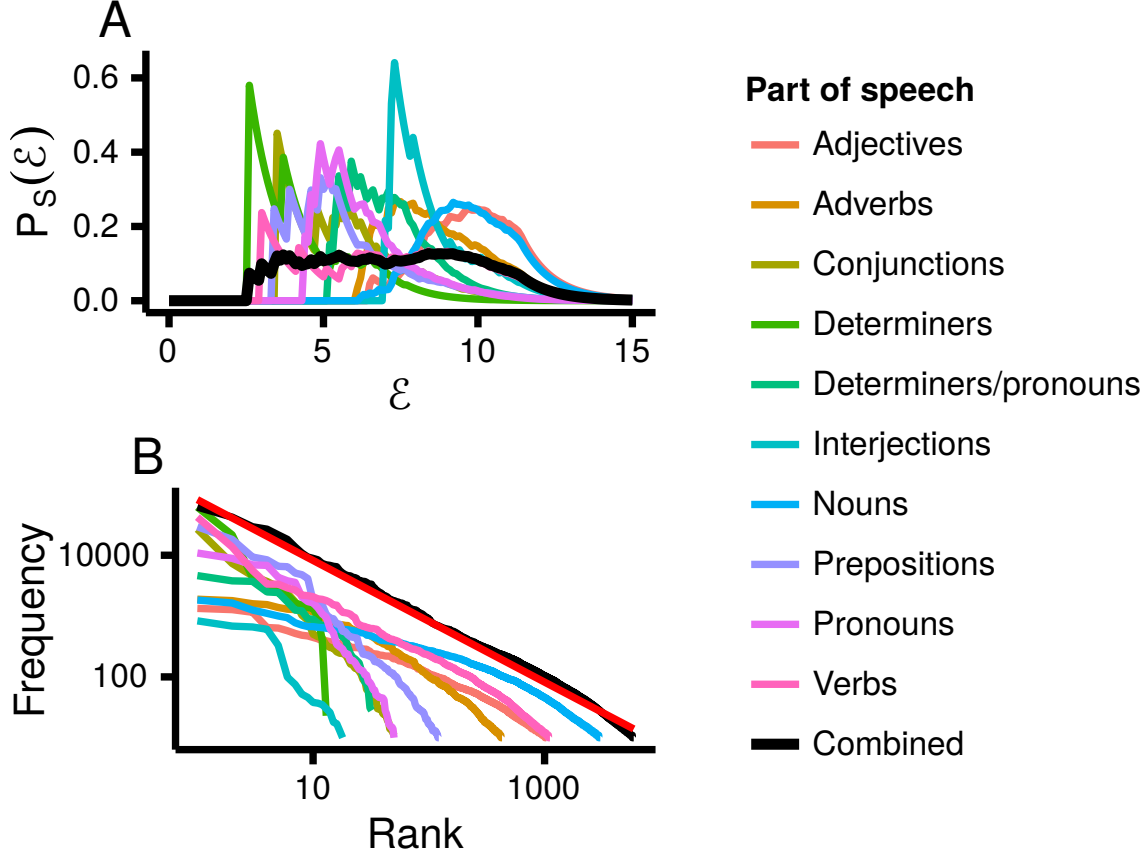 A
P_S(ℰ)
0.6
0.4
0.2
0.0
0
5
10
15
ℰ
B
Frequency
10000
100
10
1000
Rank
Part of speech
Adjectives
Adverbs
Conjunctions
Determiners
Determiners/pronouns
Interjections
Nouns
Prepositions
Pronouns
Verbs
Combined